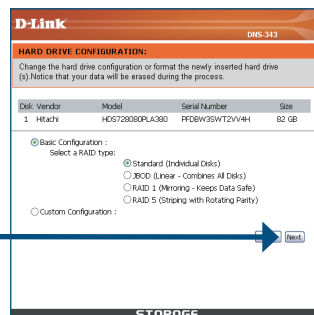 D-Link
DNS-343
HARD DRIVE CONFIGURATION:
Change the hard drive configuration or format the newly inserted hard drive
(s).Notice that your data will be erased during the process.
Disk Vendor Model Serial Number Size
1 Hitachi HDS728080PLA380 PFDBW3SWT2VV4H 82 GB
Basic Configuration :
Select a RAID type:
Standard (Individual Disks)
JBOD (Linear - Combines All Disks)
RAID 1 (Mirroring - Keeps Data Safe)
RAID 5 (Striping with Rotating Parity)
Custom Configuration :
Next
STORAGE